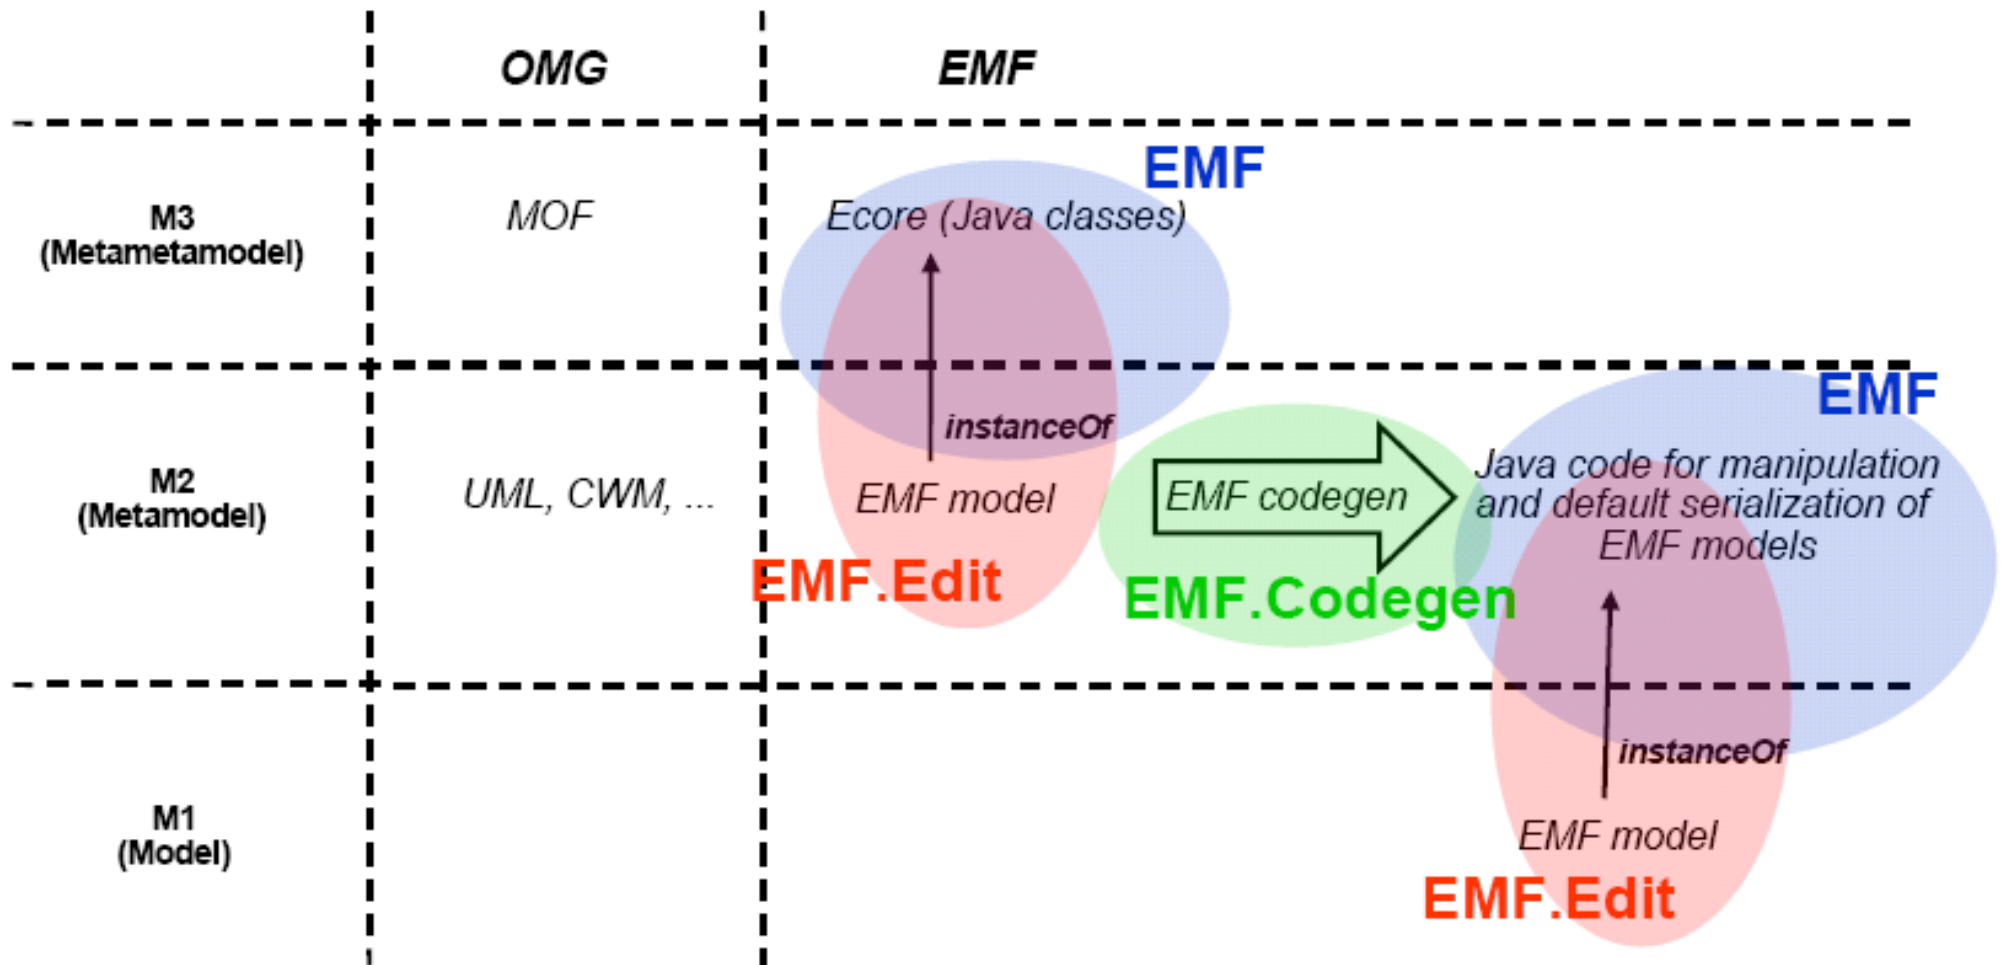 OMG
EMF
M3
(Metametamodel)
MOF
EMF
Ecore (Java classes)
instanceOf
M2
(Metamodel)
UML, CWM, ...
EMF model
EMF.Edit
EMF codegen
EMF.Codegen
EMF
Java code for manipulation
and default serialization of
EMF models
M1
(Model)
instanceOf
EMF model
EMF.Edit